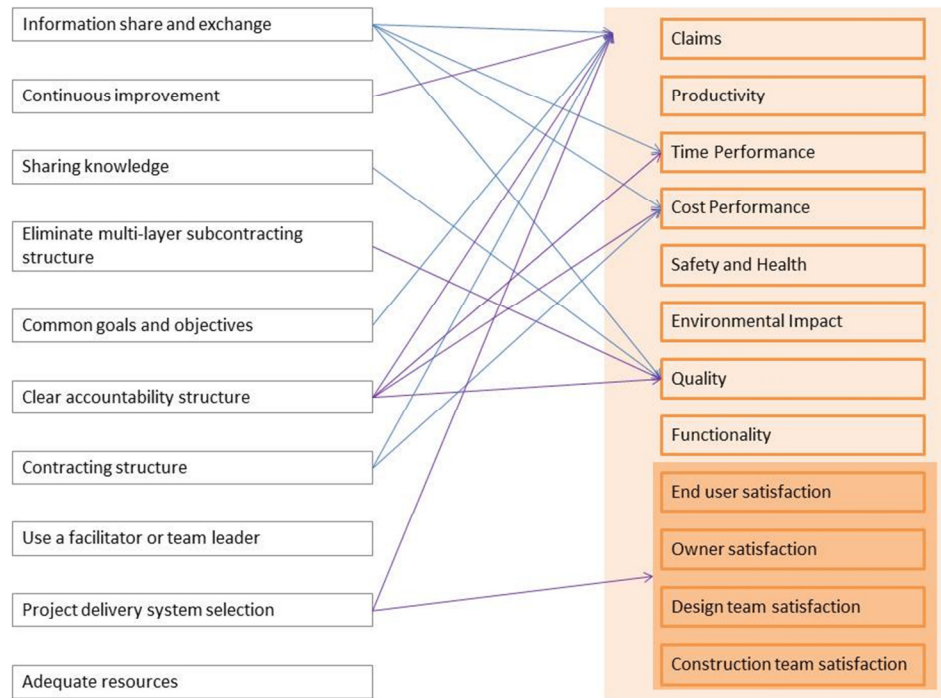 Information share and exchange
Continuous improvement
Sharing knowledge
Eliminate multi-layer subcontracting
structure
Common goals and objectives
Clear accountability structure
Contracting structure
Use a facilitator or team leader
Project delivery system selection
Adequate resources
Claims
Productivity
Time Performance
Cost Performance
Safety and Health
Environmental Impact
Quality
Functionality
End user satisfaction
Owner satisfaction
Design team satisfaction
Construction team satisfaction